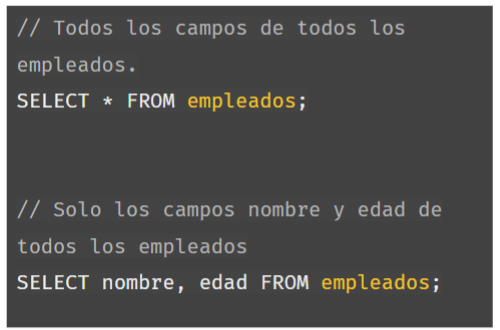 // Todos los campos de todos los
empleados.
SELECT * FROM empleados;
// Solo los campos nombre y edad de
todos los empleados
SELECT nombre, edad FROM empleados;